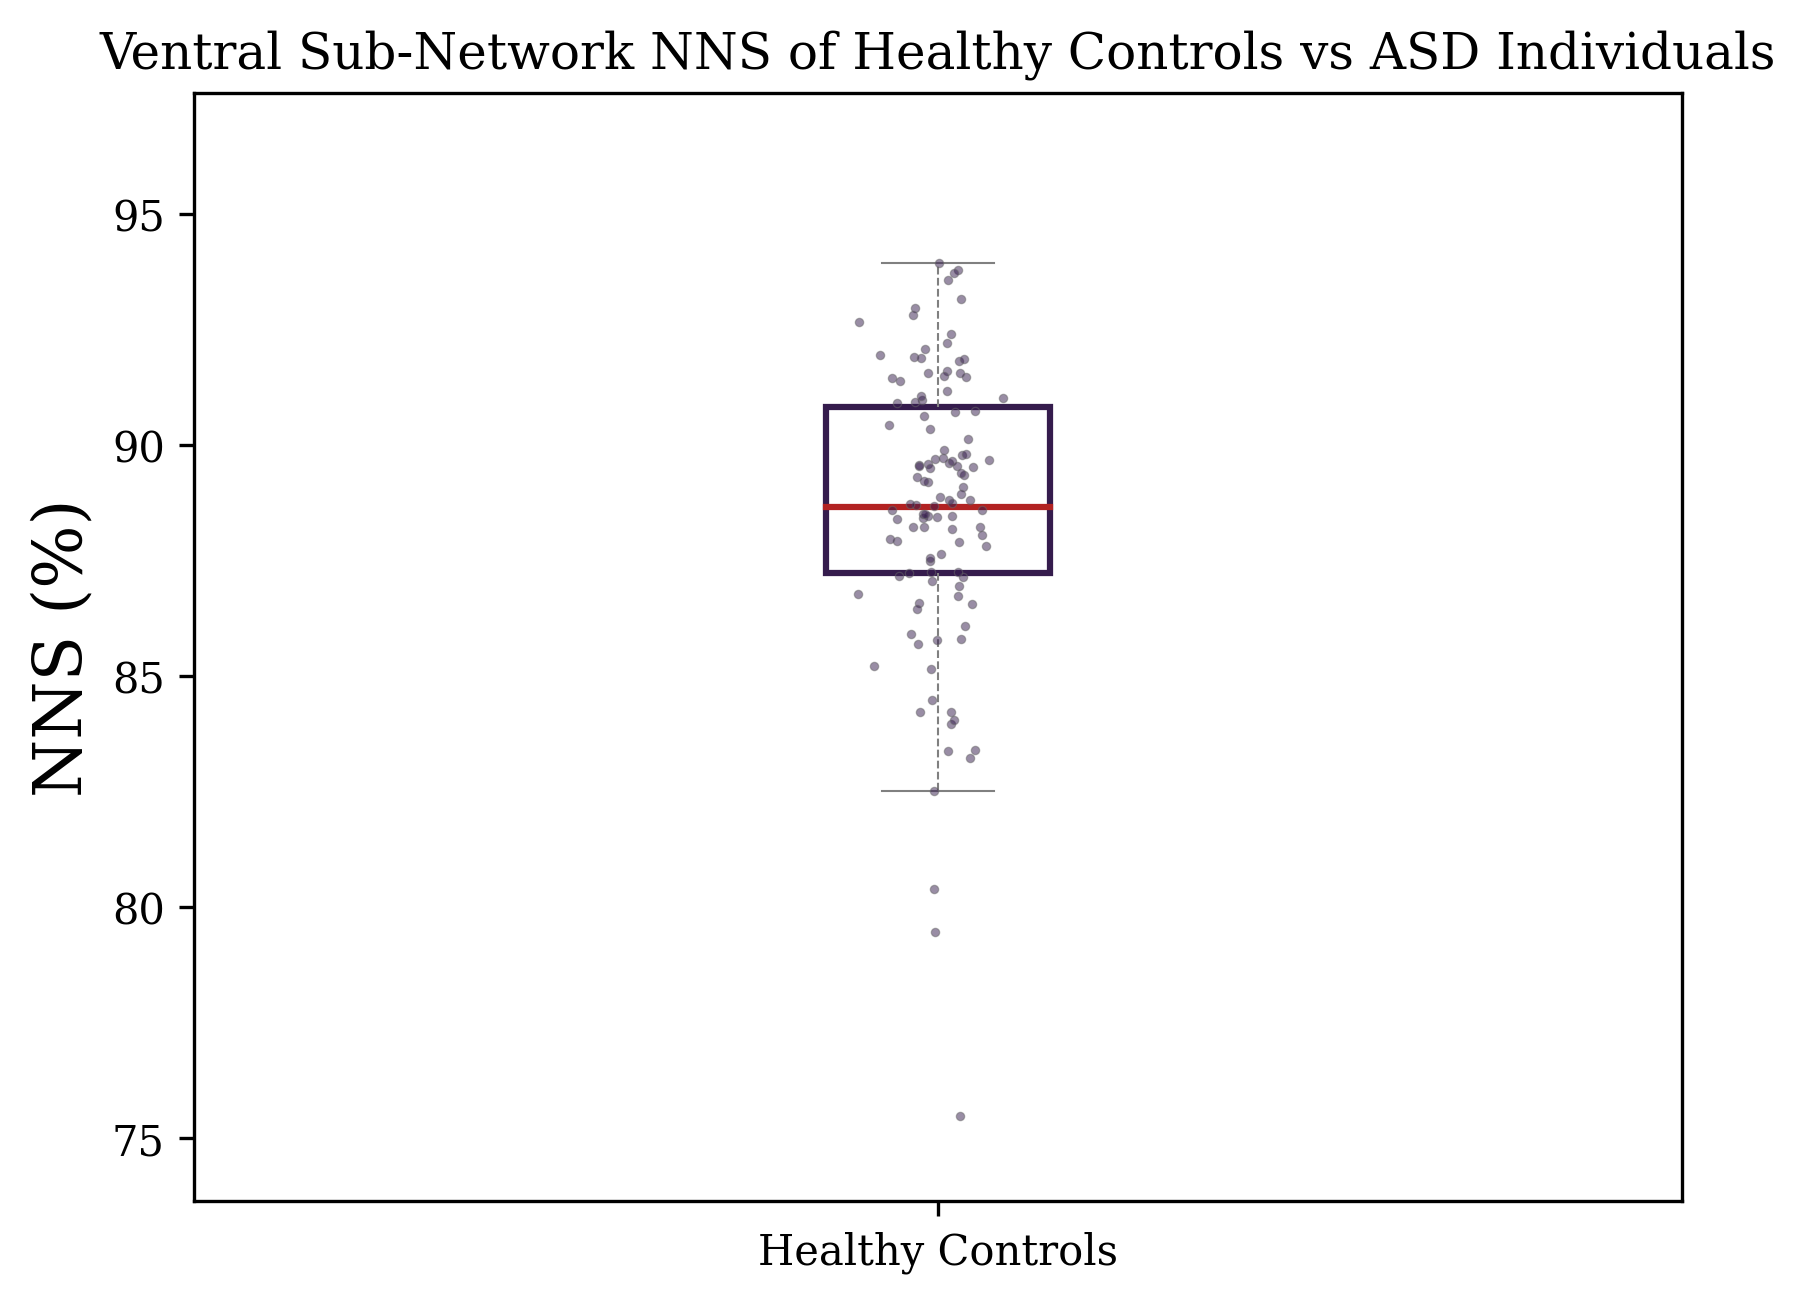 Ventral Sub-Network NNS of Healthy Controls vs ASD Individuals
NNS (%)
95
90
85
80
75
Healthy Controls